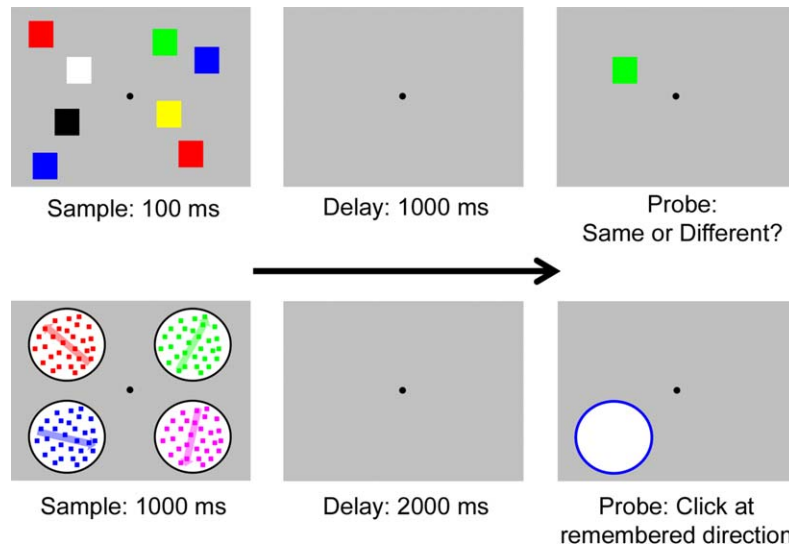 Sample: 100 ms
Delay: 1000 ms
Probe:
Same or Different?
Sample: 1000 ms
Delay: 2000 ms
Probe: Click at
remembered direction